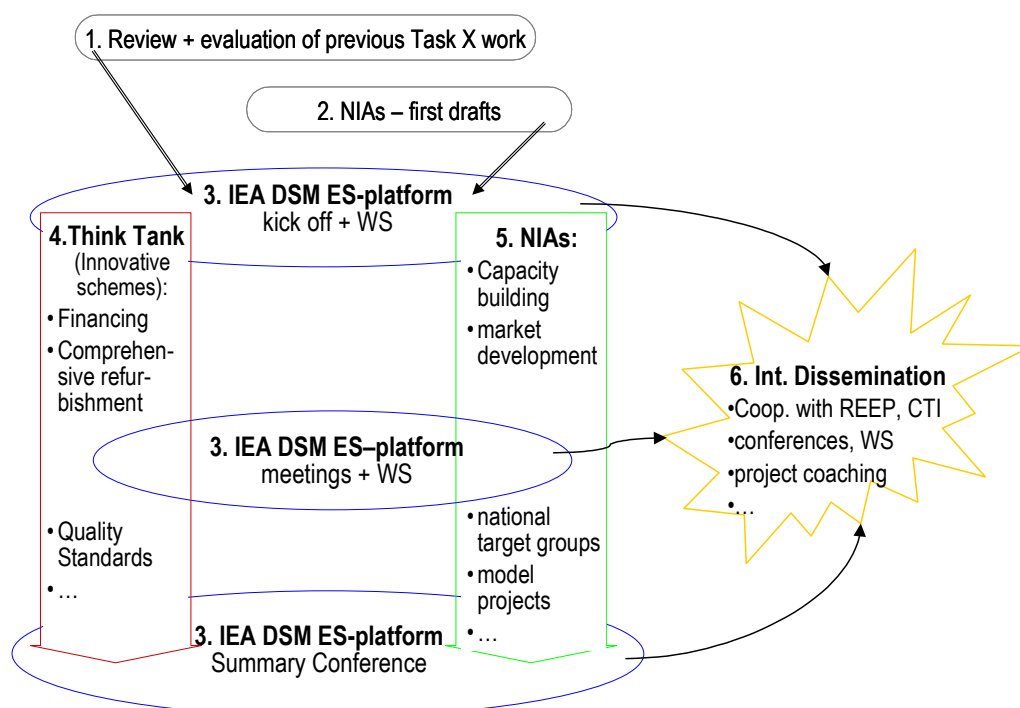 1. Review + evaluation of previous Task X work
2. NIAs – first drafts
3. IEA DSM ES-platform
kick off + WS
4.Think Tank
(Innovative
schemes):
• Financing
• Comprehen-
sive refur-
bishment
5. NIAs:
• Capacity
building
• market
development
3. IEA DSM ES–platform
meetings + WS
6. Int. Dissemination
•Coop. with REEP, CTI
•conferences, WS
•project coaching
•…
• Quality
Standards
• …
• national
target groups
• model
projects
• …
3. IEA DSM ES-platform
Summary Conference